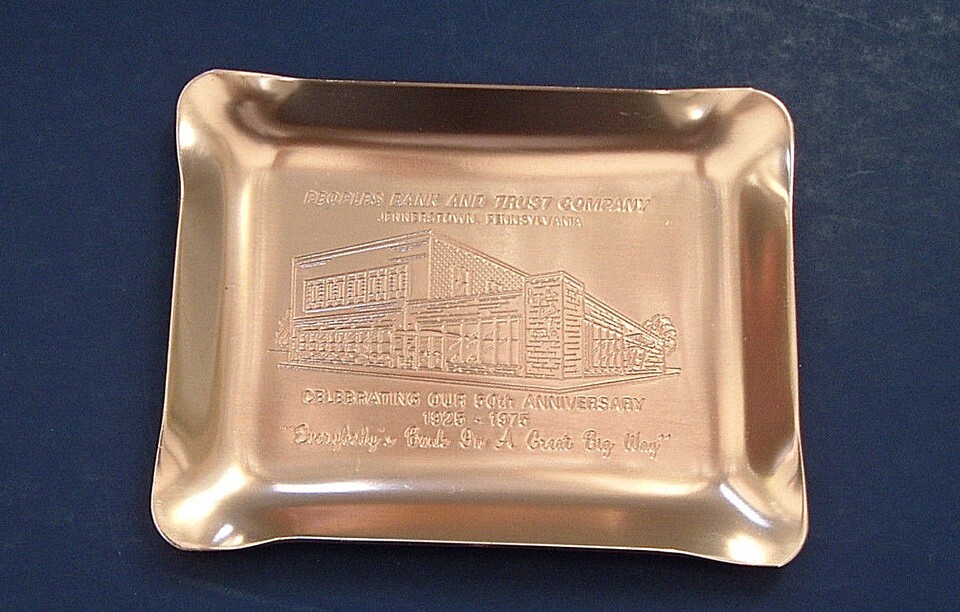 PEOPLES BANK AND TRUST COMPANY
JENNERSTOWN, PENNSYLVANIA
CELEBRATING OUR 50th ANNIVERSARY
1925 - 1975
"Everybody's Bank In A Great Big Way"